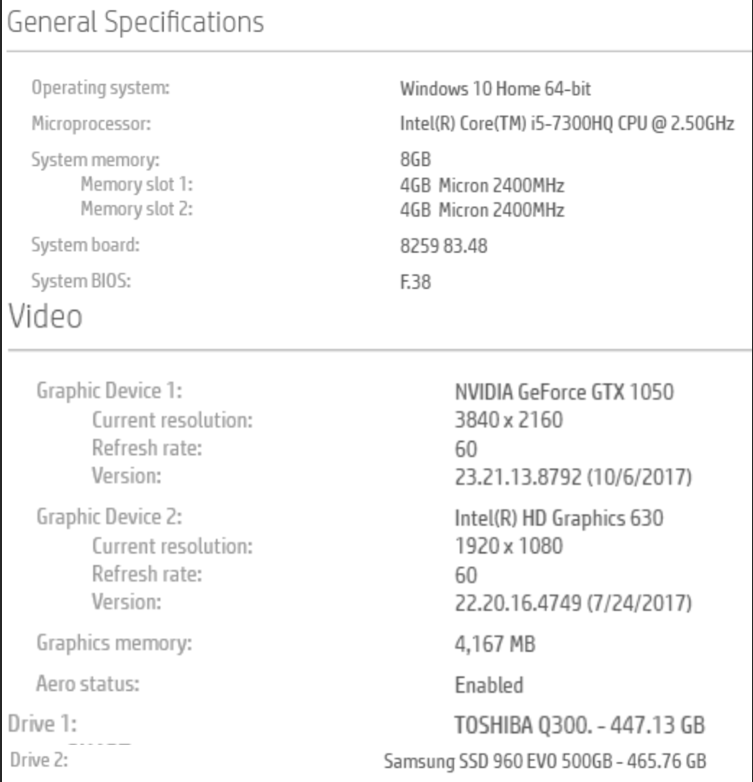 General Specifications
Operating system: Windows 10 Home 64-bit
Microprocessor: Intel(R) Core(TM) i5-7300HQ CPU @ 2.50GHz
System memory: 8GB
Memory slot 1: 4GB Micron 2400MHz
Memory slot 2: 4GB Micron 2400MHz
System board: 8259 83.48
System BIOS: F.38
Video
Graphic Device 1: NVIDIA GeForce GTX 1050
Current resolution: 3840 x 2160
Refresh rate: 60
Version: 23.21.13.8792 (10/6/2017)
Graphic Device 2: Intel(R) HD Graphics 630
Current resolution: 1920 x 1080
Refresh rate: 60
Version: 22.20.16.4749 (7/24/2017)
Graphics memory: 4,167 MB
Aero status: Enabled
Drive 1: TOSHIBA Q300. - 447.13 GB
Drive 2: Samsung SSD 960 EVO 500GB - 465.76 GB